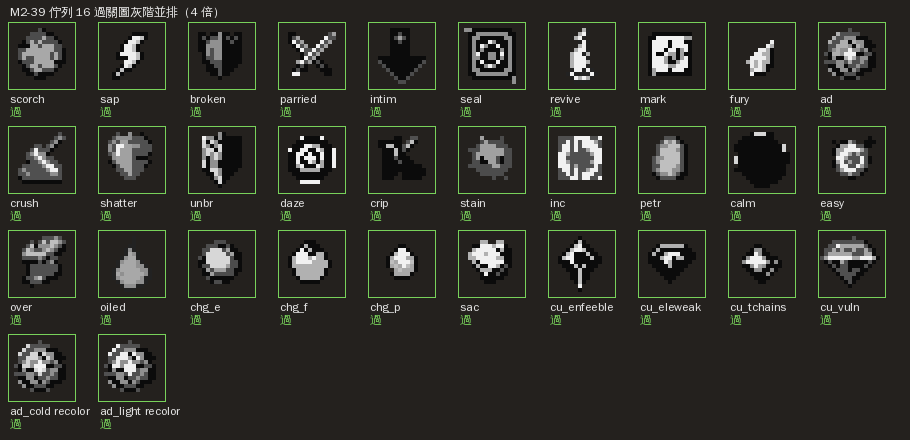 M2-39 佇列 16 過關圖灰階並排（4 倍）
scorch sap broken parried intim seal revive mark fury ad
過 過 過 過 過 過 過 過 過 過
crush shatter unbr daze crip stain inc petr calm easy
過 過 過 過 過 過 過 過 過 過
over oiled chg_e chg_f chg_p sac cu_enfeeble cu_eleweak cu_tchains cu_vuln
過 過 過 過 過 過 過 過 過 過
ad_cold recolor ad_light recolor
過 過